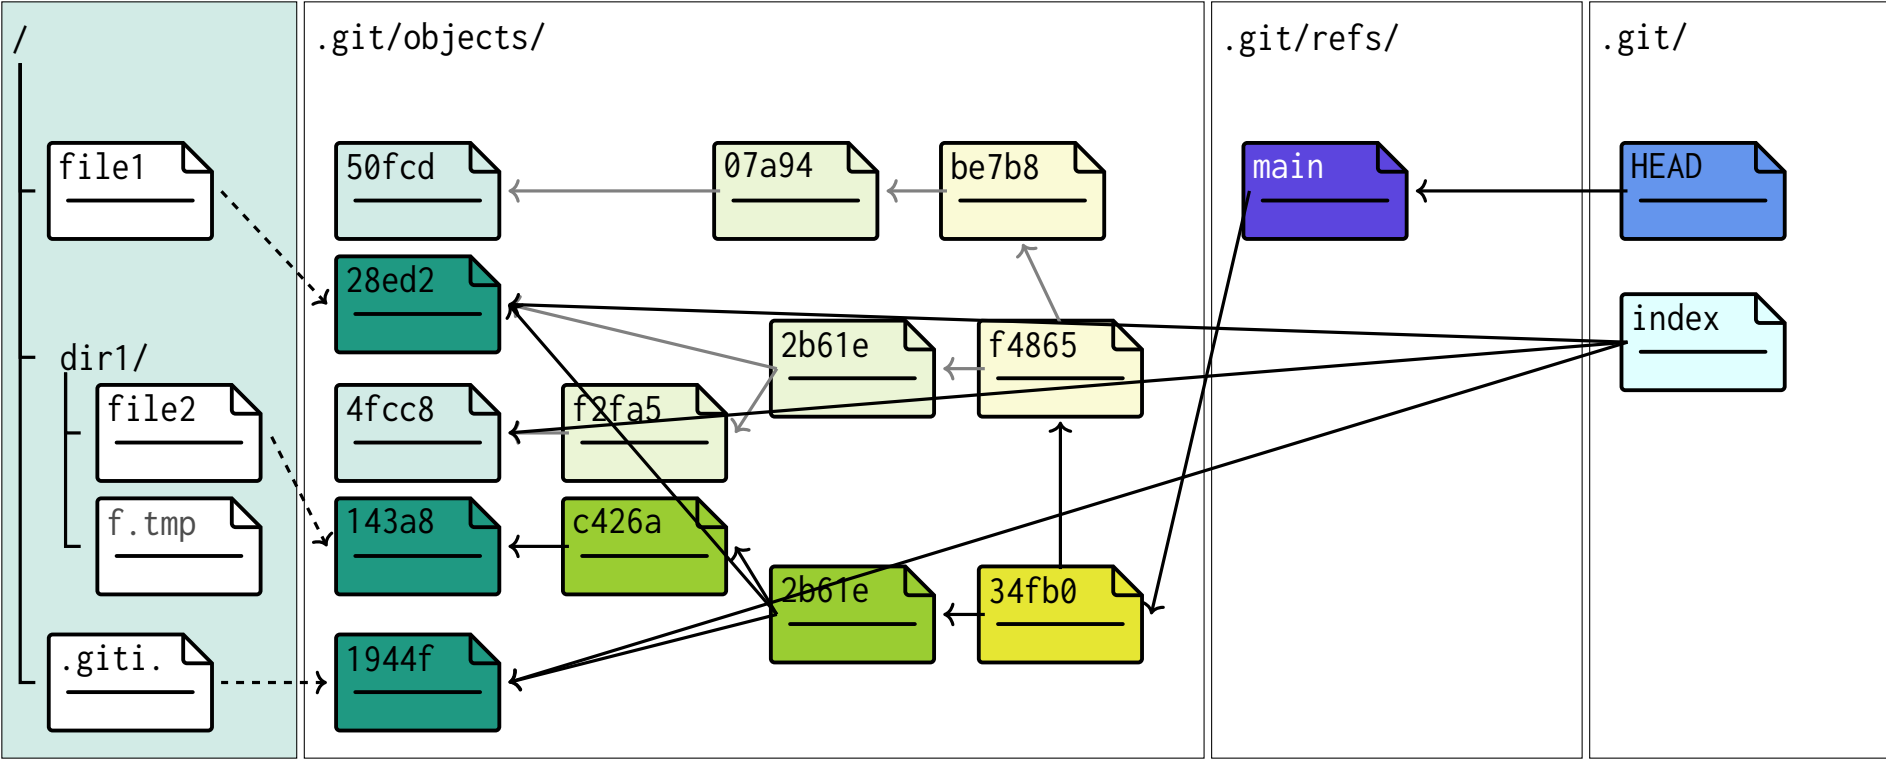 /
.git/objects/
.git/refs/
.git/
file1
50fcd
07a94
be7b8
main
HEAD
28ed2
index
2b61e
f4865
dir1/
file2
4fcc8
f2fa5
f.tmp
143a8
c426a
2b61e
34fb0
.giti.
1944f